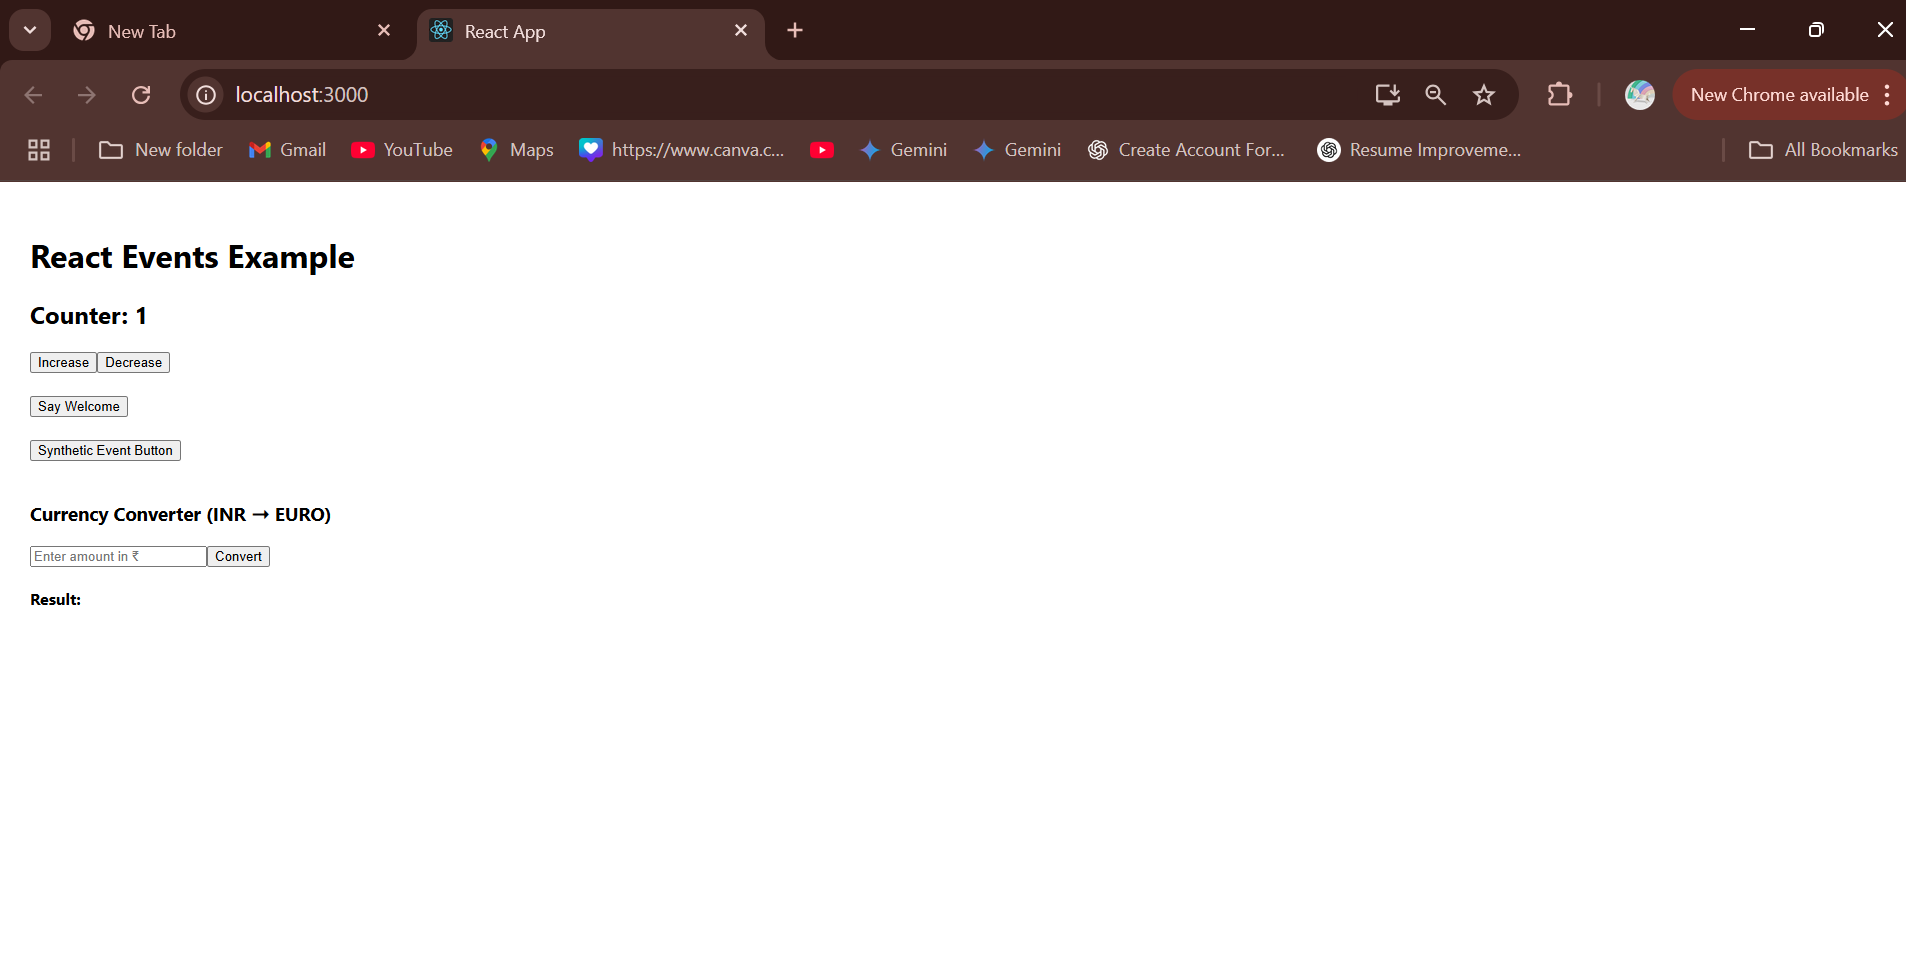 New Tab
React App
localhost:3000
New Chrome available
New folder
Gmail
YouTube
Maps
https://www.canva.c...
Gemini
Gemini
Create Account For...
Resume Improveme...
All Bookmarks
React Events Example
Counter: 1
Increase Decrease
Say Welcome
Synthetic Event Button
Currency Converter (INR → EURO)
Enter amount in ₹ Convert
Result: